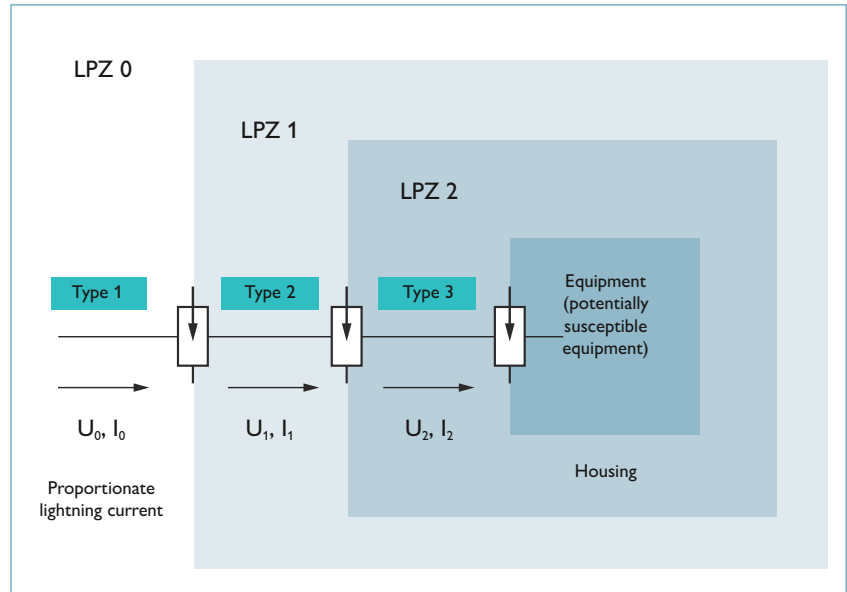 LPZ 0
LPZ 1
LPZ 2
Type 1
Type 2
Type 3
Equipment
(potentially
susceptible
equipment)
U₀, I₀
U₁, I₁
U₂, I₂
Housing
Proportionate
lightning current